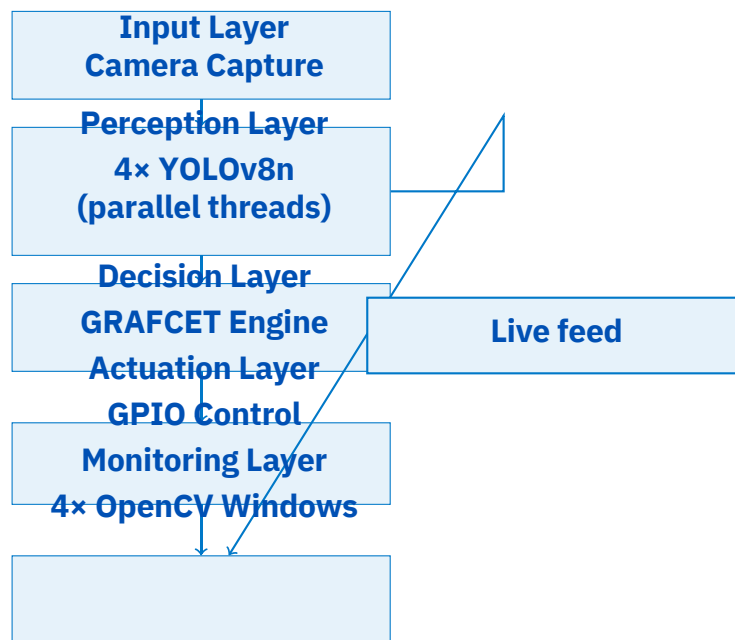 Input Layer
Camera Capture
Perception Layer
4× YOLOv8n
(parallel threads)
Decision Layer
GRAFCET Engine
Live feed
Actuation Layer
GPIO Control
Monitoring Layer
4× OpenCV Windows